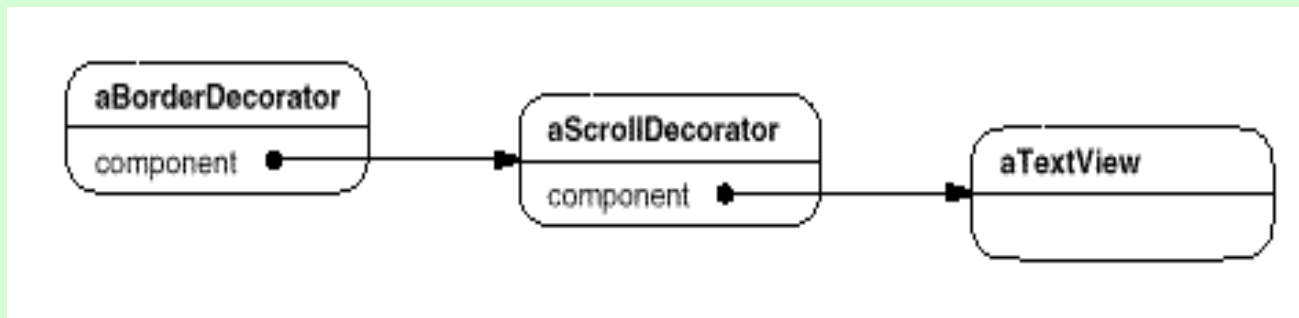 aBorderDecorator
component
aScrollDecorator
component
aTextView